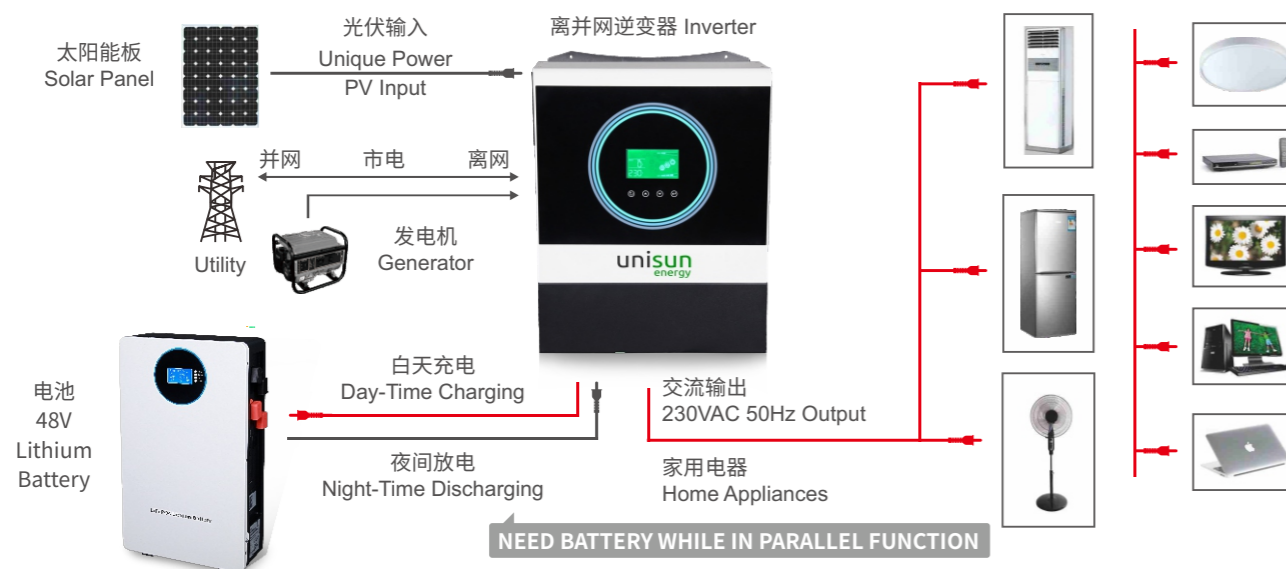 太阳能板
Solar Panel
光伏输入
Unique Power
PV Input
离并网逆变器 Inverter
并网
市电
离网
Utility
发电机
Generator
230
unisun
energy
电池
48V
Lithium
Battery
白天充电
Day-Time Charging
夜间放电
Night-Time Discharging
交流输出
230VAC 50Hz Output
家用电器
Home Appliances
NEED BATTERY WHILE IN PARALLEL FUNCTION